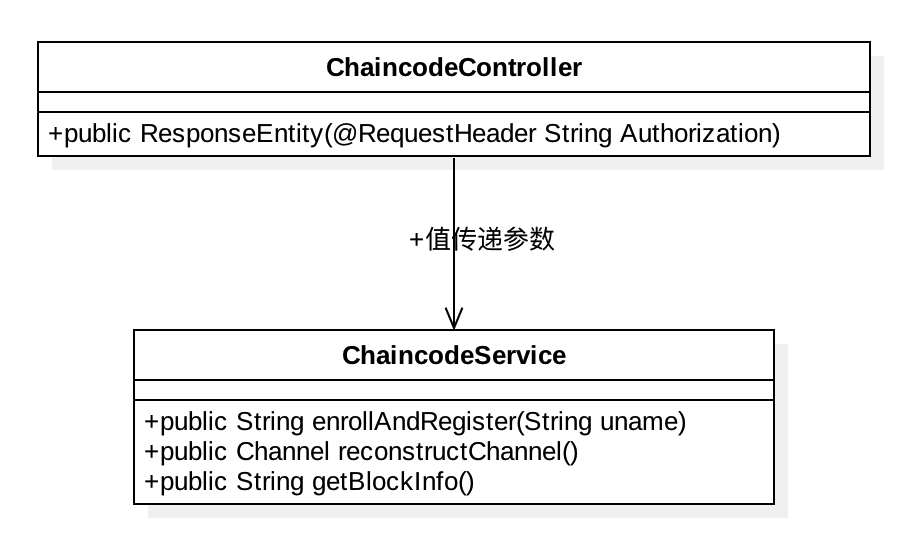 ChaincodeController
+public ResponseEntity(@RequestHeader String Authorization)
+值传递参数
ChaincodeService
+public String enrollAndRegister(String uname)
+public Channel reconstructChannel()
+public String getBlockInfo()